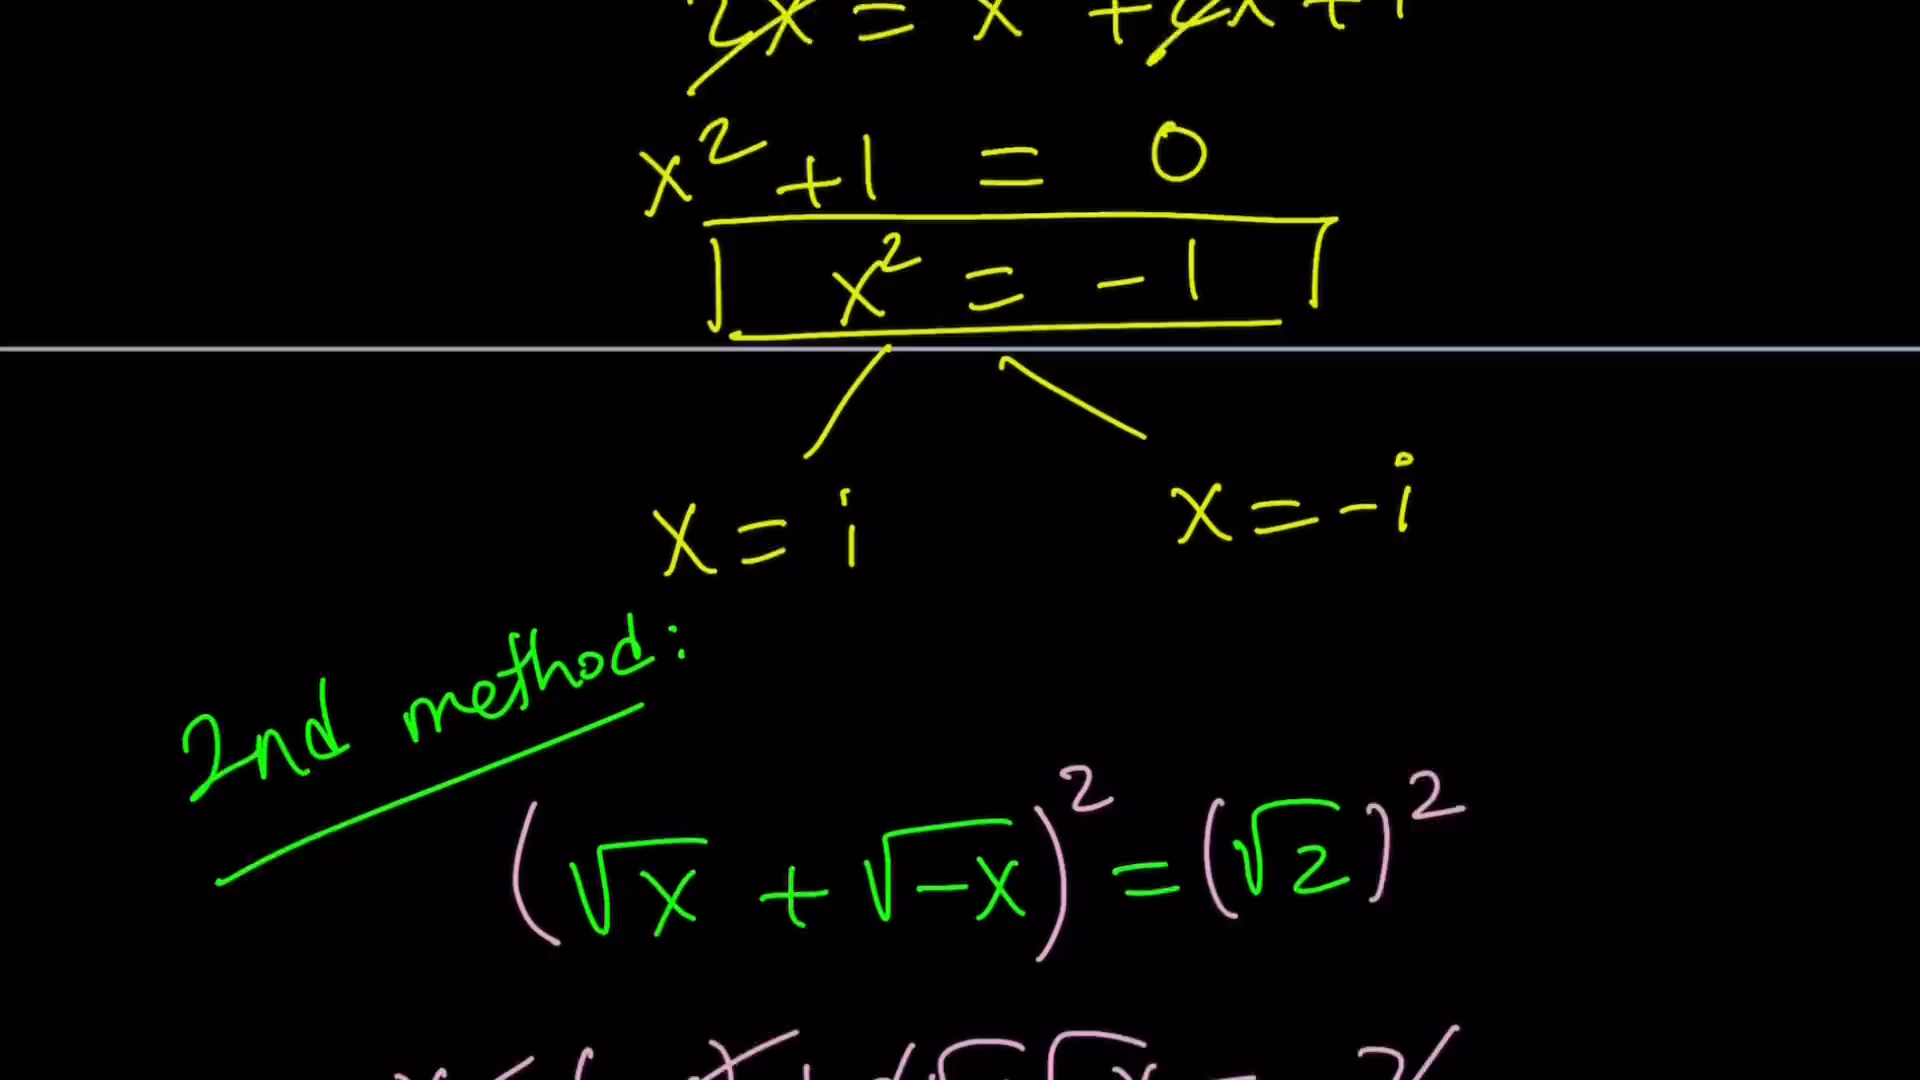 x² + 1 = 0
x² = -1
x = i x = -i
2nd method:
(√x + √-x)² = (√2)²